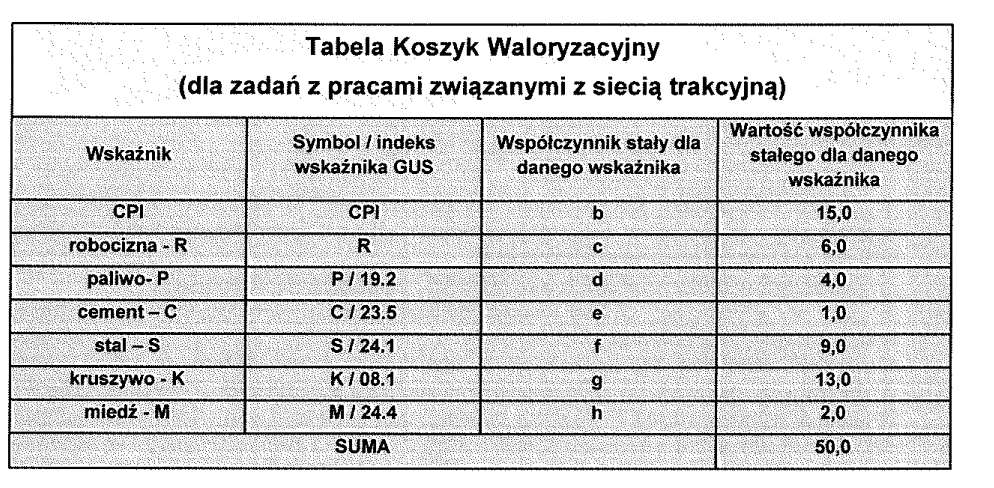 Tabela Koszyk Waloryzacyjny
(dla zadań z pracami związanymi z siecią trakcyjną)
Wskaźnik
Symbol / indeks
wskaźnika GUS
Współczynnik stały dla
danego wskaźnika
Wartość współczynnika
stałego dla danego
wskaźnika
CPI CPI b 15,0
robocizna - R R c 6,0
paliwo- P P / 19.2 d 4,0
cement – C C / 23.5 e 1,0
stal – S S / 24.1 f 9,0
kruszywo - K K / 08.1 g 13,0
miedź - M M / 24.4 h 2,0
SUMA 50,0